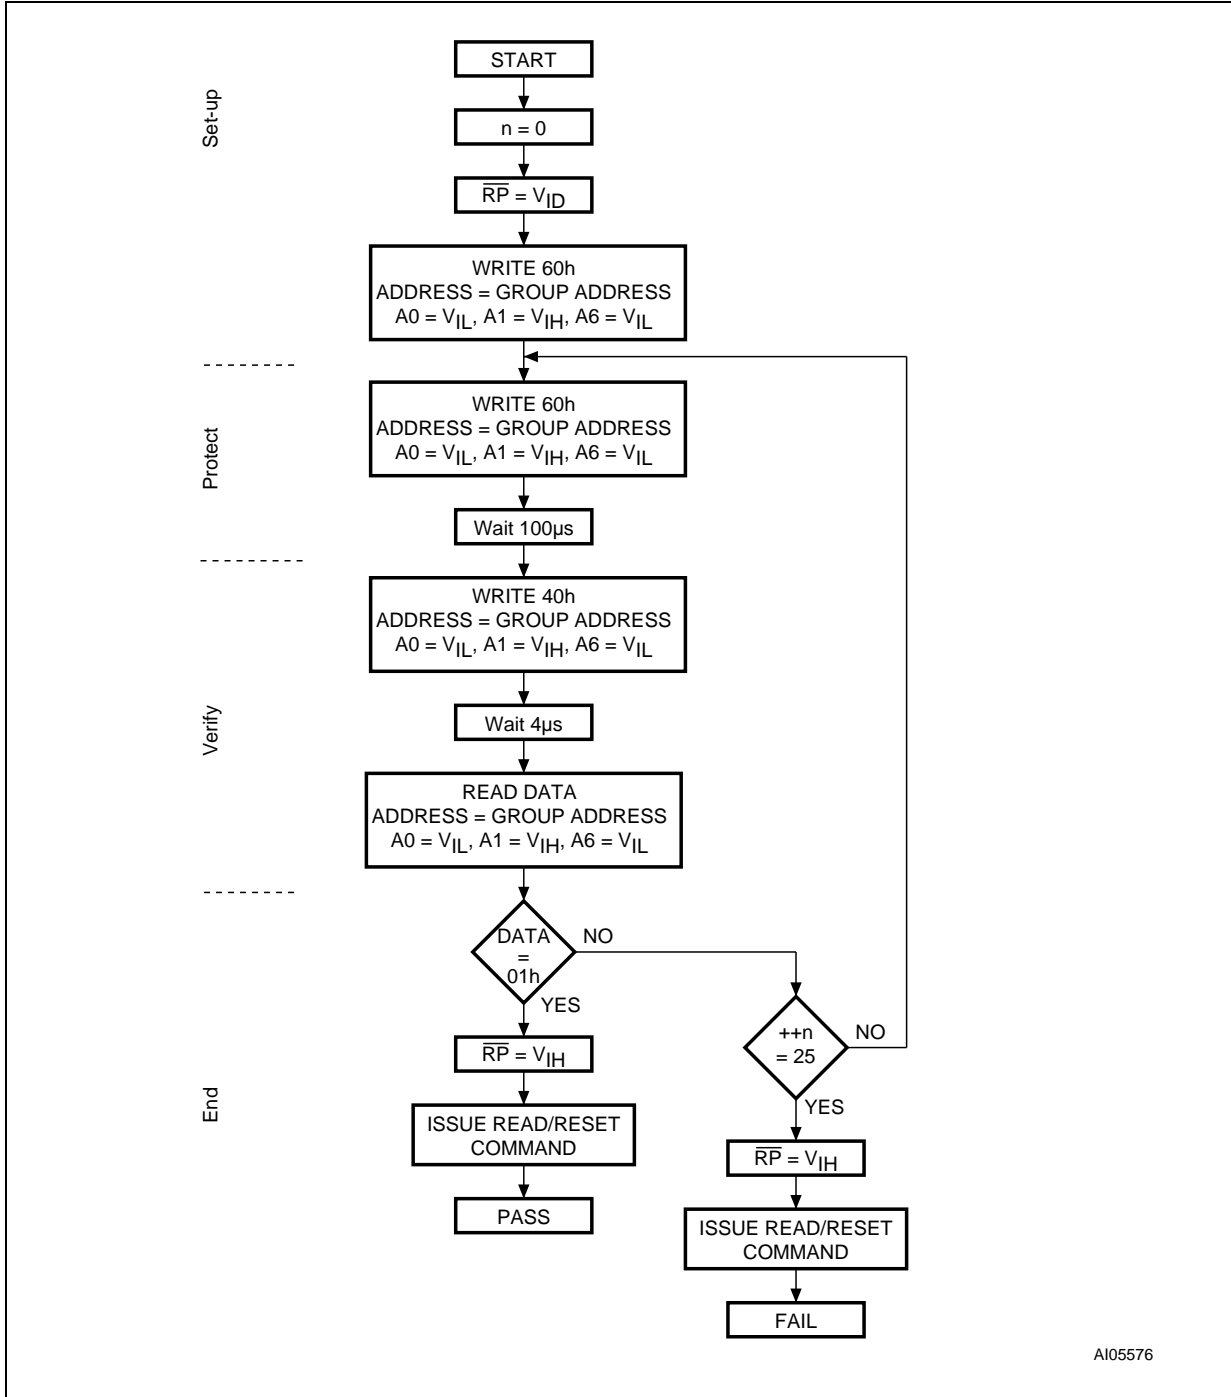 START
Set-up
n = 0
R̅P̅ = VID
WRITE 60h
ADDRESS = GROUP ADDRESS
A0 = VIL, A1 = VIH, A6 = VIL
Protect
WRITE 60h
ADDRESS = GROUP ADDRESS
A0 = VIL, A1 = VIH, A6 = VIL
Wait 100µs
Verify
WRITE 40h
ADDRESS = GROUP ADDRESS
A0 = VIL, A1 = VIH, A6 = VIL
Wait 4µs
READ DATA
ADDRESS = GROUP ADDRESS
A0 = VIL, A1 = VIH, A6 = VIL
End
DATA
=
01h
NO
YES
++n
= 25
NO
YES
R̅P̅ = VIH
ISSUE READ/RESET
COMMAND
PASS
R̅P̅ = VIH
ISSUE READ/RESET
COMMAND
FAIL
AI05576